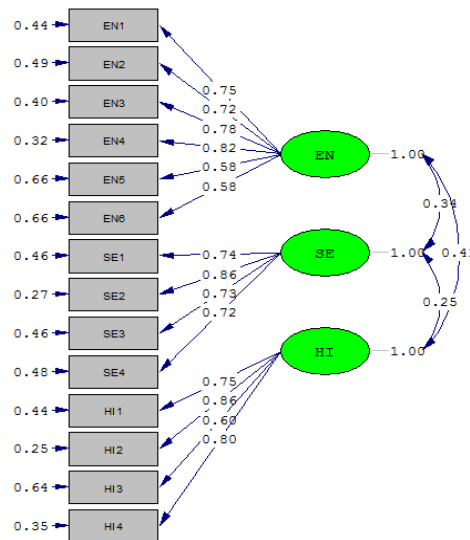 0.44 EN1
0.49 EN2
0.40 EN3
0.32 EN4
0.66 EN5
0.66 EN6
0.46 SE1
0.27 SE2
0.46 SE3
0.48 SE4
0.44 HI1
0.25 HI2
0.64 HI3
0.35 HI4
0.75
0.72
0.78
0.82
0.58
0.58
0.74
0.86
0.73
0.72
0.75
0.86
0.60
0.80
EN 1.00
SE 1.00
HI 1.00
0.34
0.25